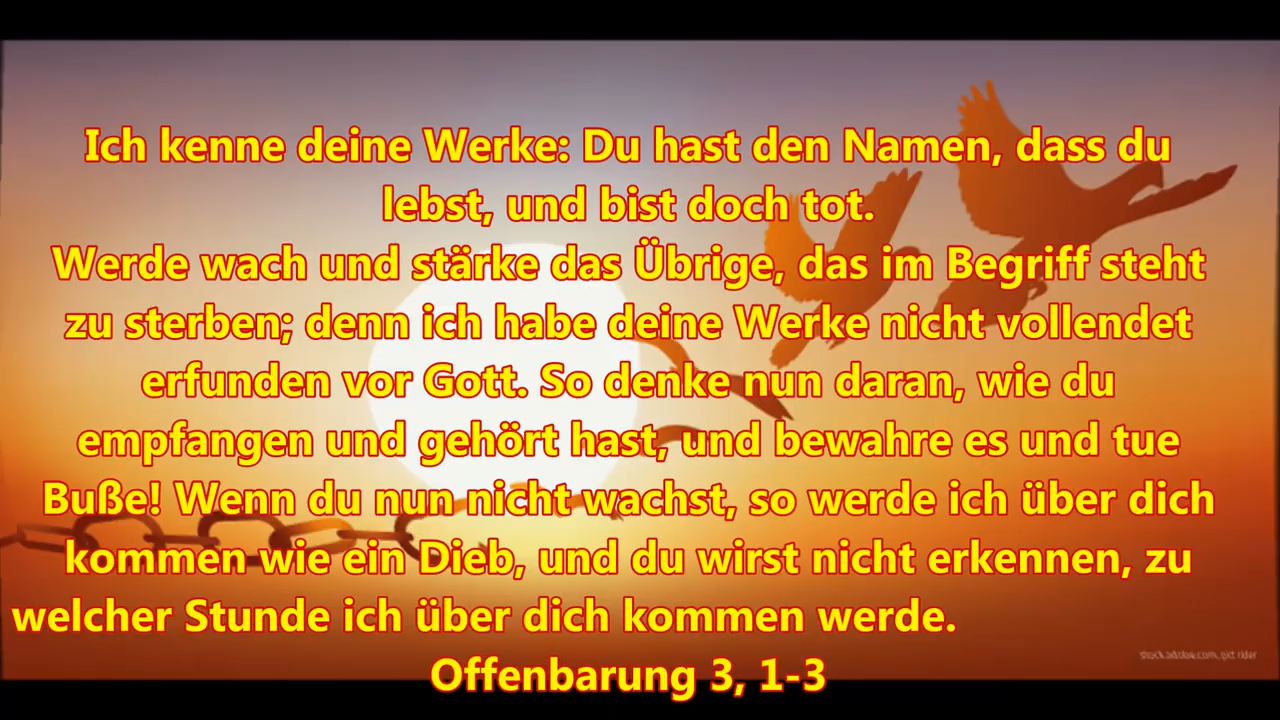 Ich kenne deine Werke: Du hast den Namen, dass du
lebst, und bist doch tot.
Werde wach und stärke das Übrige, das im Begriff steht
zu sterben; denn ich habe deine Werke nicht vollendet
erfunden vor Gott. So denke nun daran, wie du
empfangen und gehört hast, und bewahre es und tue
Buße! Wenn du nun nicht wachst, so werde ich über dich
kommen wie ein Dieb, und du wirst nicht erkennen, zu
welcher Stunde ich über dich kommen werde.
stock.adobe.com,
Offenbarung 3, 1-3